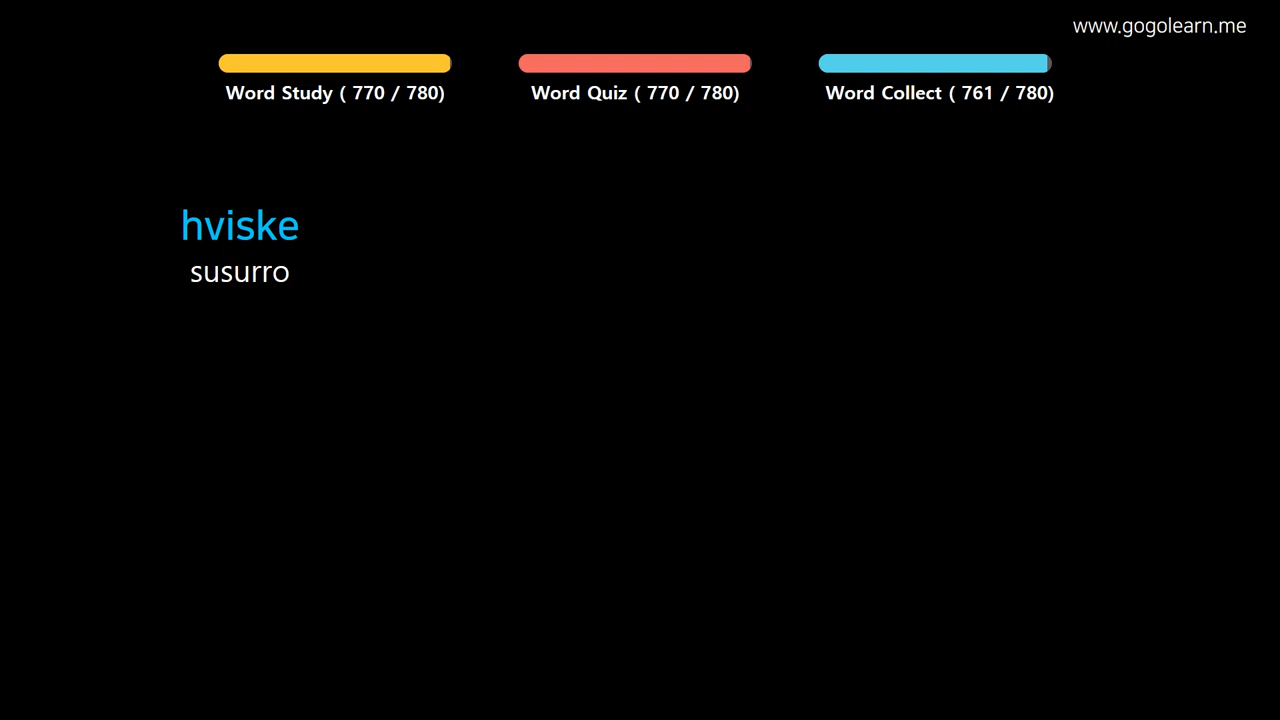 www.gogolearn.me
Word Study ( 770 / 780)
Word Quiz ( 770 / 780)
Word Collect ( 761 / 780)
hviske
susurro